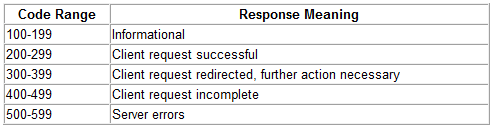 Code Range Response Meaning
100-199 Informational
200-299 Client request successful
300-399 Client request redirected, further action necessary
400-499 Client request incomplete
500-599 Server errors